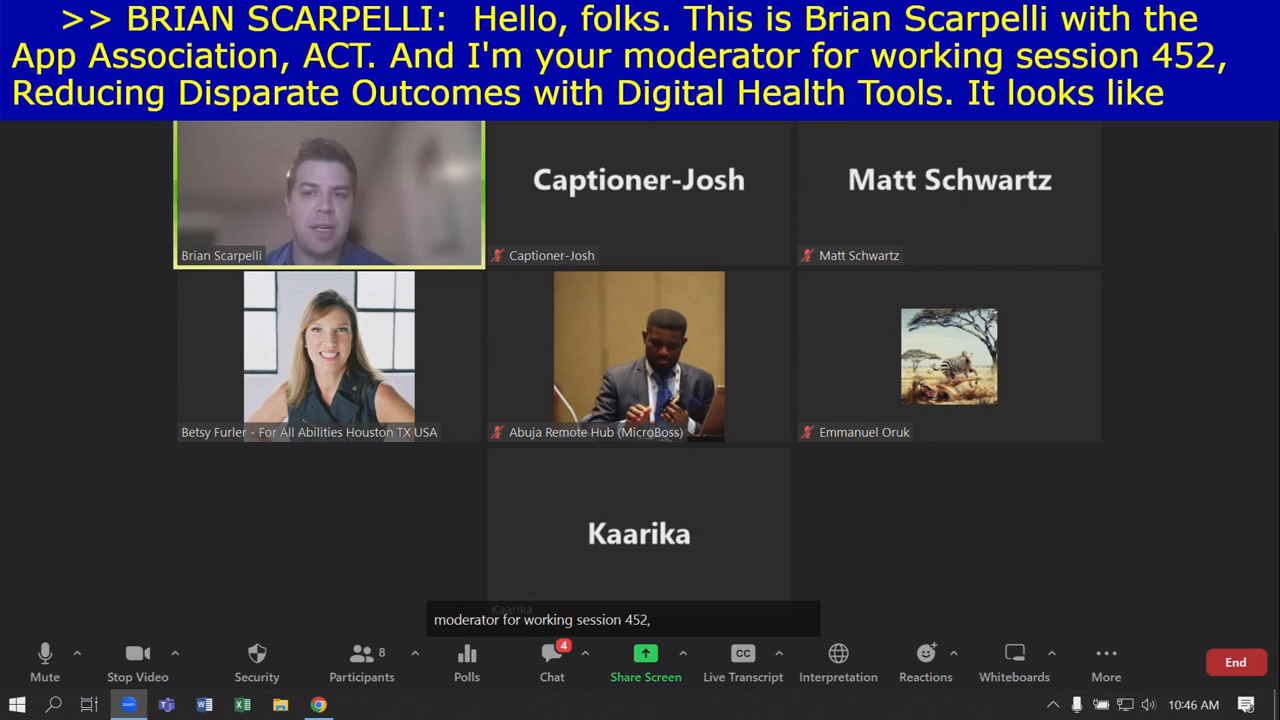 >> BRIAN SCARPELLI: Hello, folks. This is Brian Scarpelli with the
App Association, ACT. And I'm your moderator for working session 452,
Reducing Disparate Outcomes with Digital Health Tools. It looks like
Captioner-Josh
Matt Schwartz
Brian Scarpelli
Captioner-Josh
Matt Schwartz
Betsy Furler - For All Abilities Houston TX USA
Abuja Remote Hub (MicroBoss)
Emmanuel Oruk
Kaarika
Kaarika
moderator for working session 452,
Mute
Stop Video
Security
8
Participants
Polls
4
Chat
Share Screen
CC
Live Transcript
Interpretation
Reactions
Whiteboards
More
End
10:46 AM